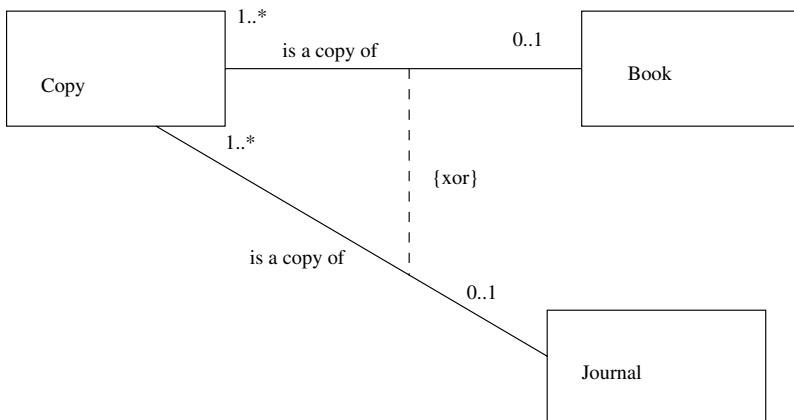 1..*
0..1
is a copy of
Book
Copy
1..*
{xor}
is a copy of
0..1
Journal